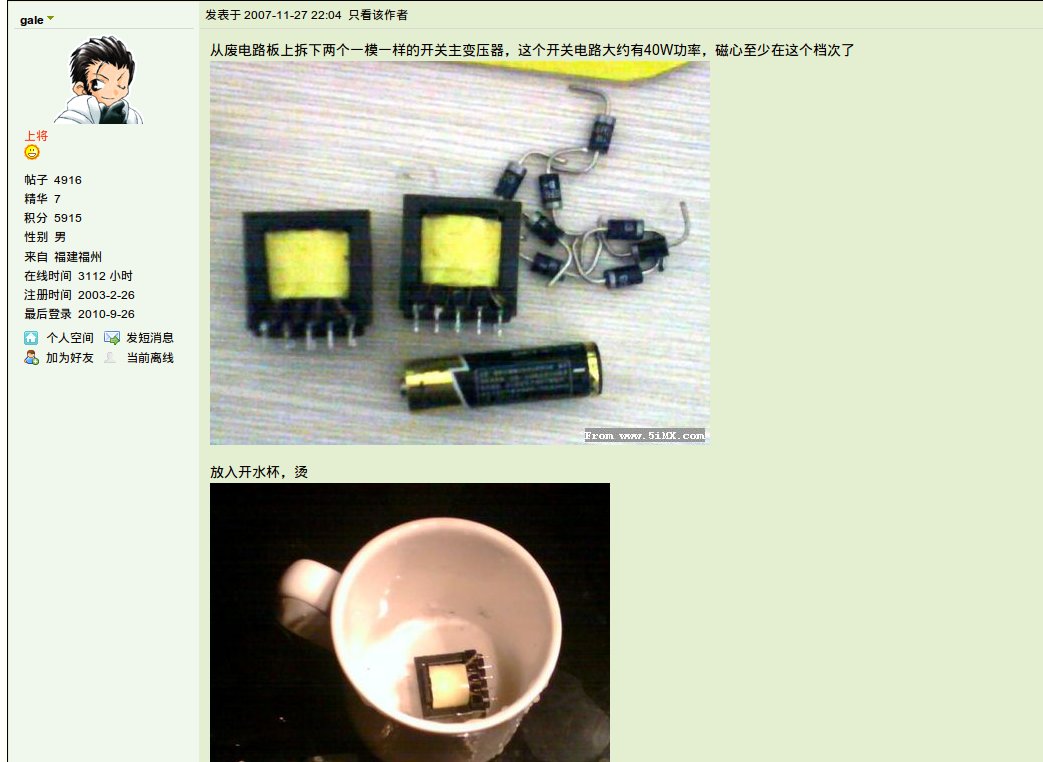 gale
发表于 2007-11-27 22:04 只看该作者
上将
帖子 4916
精华 7
积分 5915
性别 男
来自 福建福州
在线时间 3112 小时
注册时间 2003-2-26
最后登录 2010-9-26
个人空间 发短消息
加为好友 当前离线
从废电路板上拆下两个一模一样的开关主变压器，这个开关电路大约有40W功率，磁心至少在这个档次了
From www.5iMX.com
放入开水杯，烫